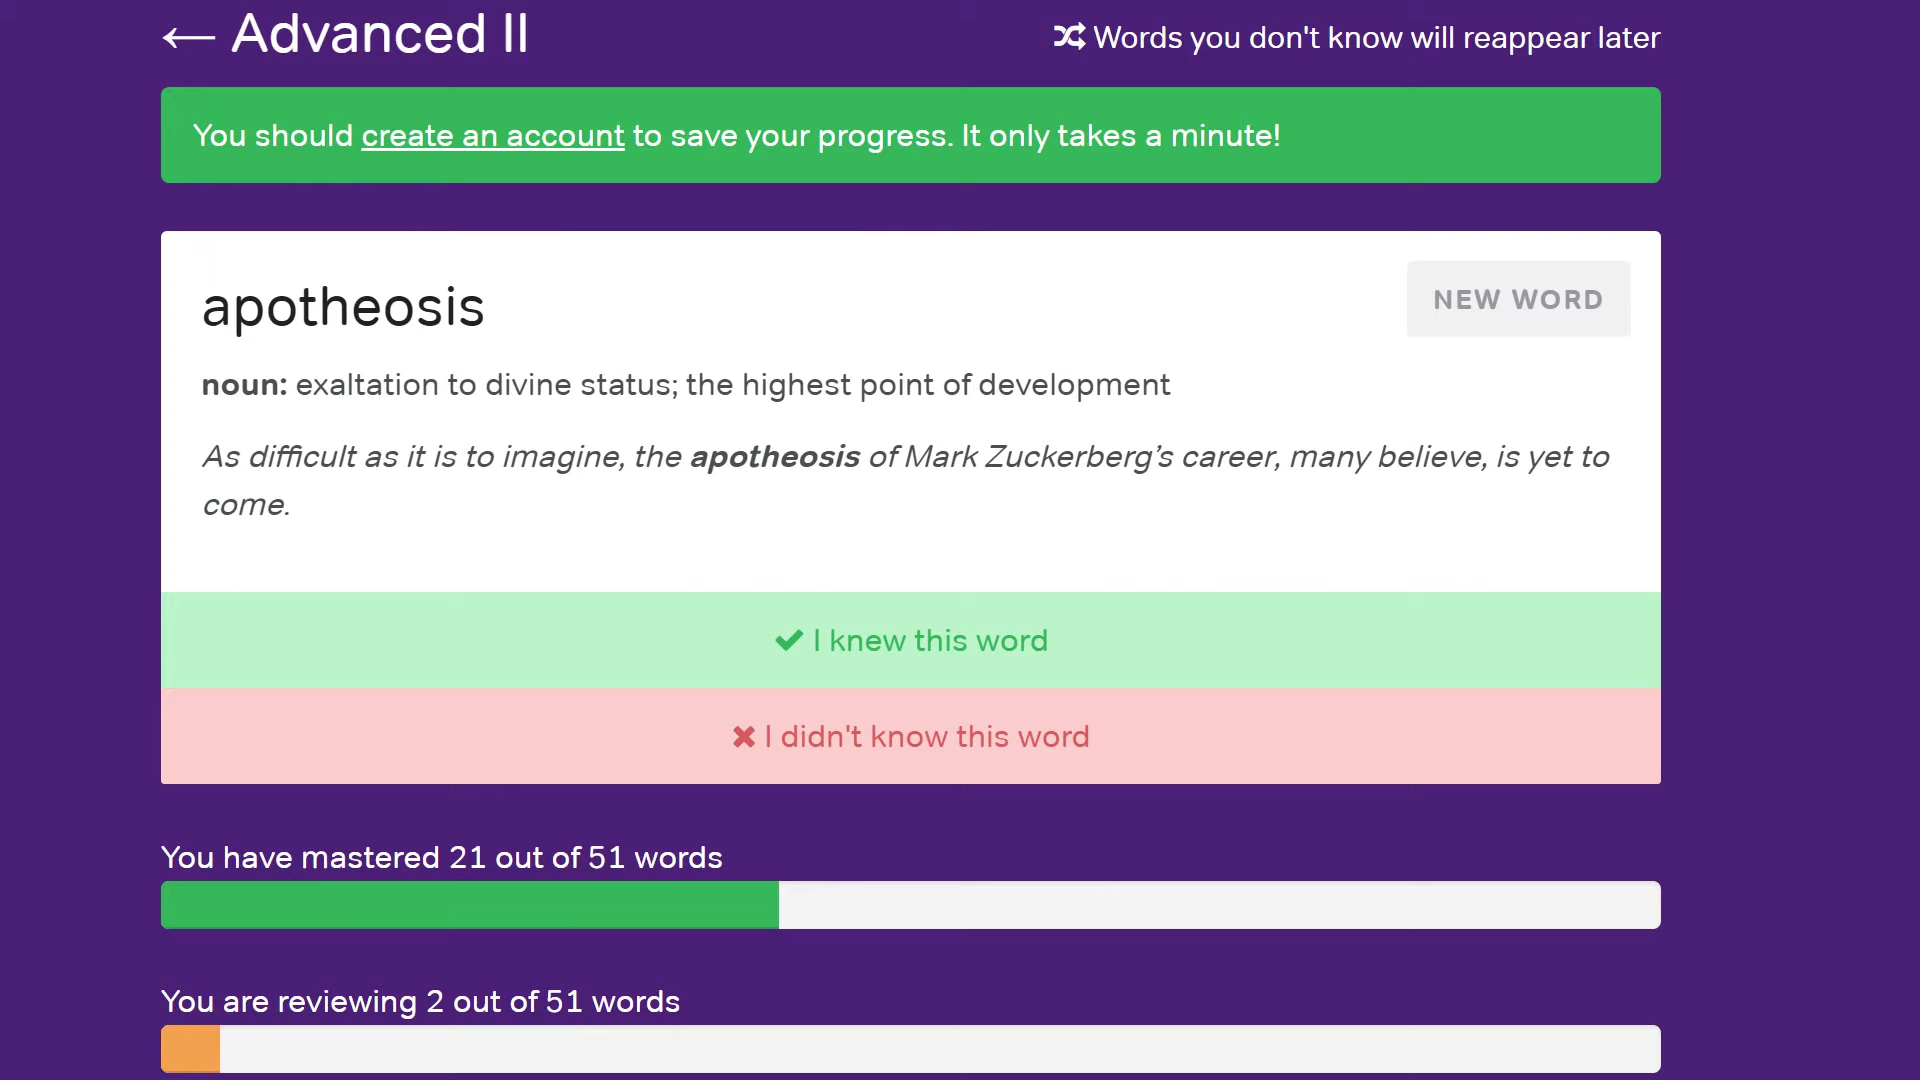 ← Advanced II
Words you don't know will reappear later
You should create an account to save your progress. It only takes a minute!
apotheosis
NEW WORD
noun: exaltation to divine status; the highest point of development
As difficult as it is to imagine, the apotheosis of Mark Zuckerberg’s career, many believe, is yet to
come.
✔ I knew this word
✖ I didn't know this word
You have mastered 21 out of 51 words
You are reviewing 2 out of 51 words